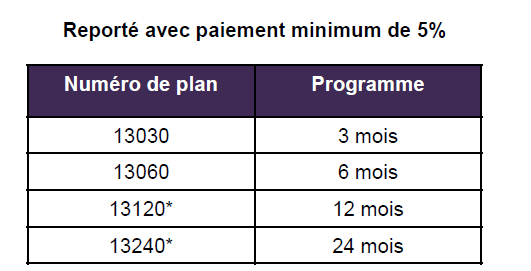 Reporté avec paiement minimum de 5%
Numéro de plan Programme
13030 3 mois
13060 6 mois
13120* 12 mois
13240* 24 mois